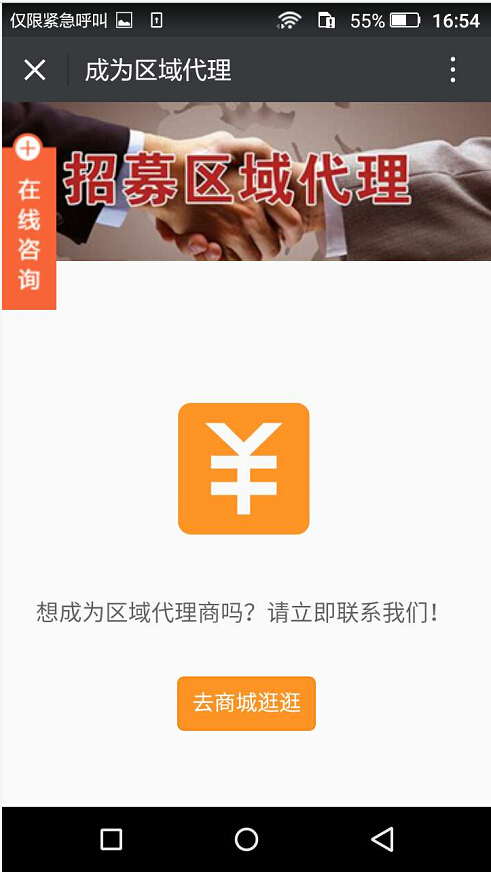 仅限紧急呼叫 55% 16:54
成为区域代理
招募区域代理
在线咨询
¥
想成为区域代理商吗？请立即联系我们！
去商城逛逛